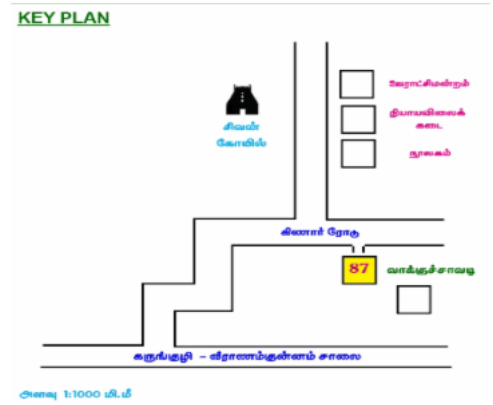 KEY PLAN
ஊராட்சிமன்றம்
நியாயவிலைக்
கடை
நூலகம்
சிவன்
கோயில்
கிணார் ரோடு
87
வாக்குச்சாவடி
கருங்குழி - வீராணம்குன்னம் சாலை
அளவு 1:1000 மி.மீ